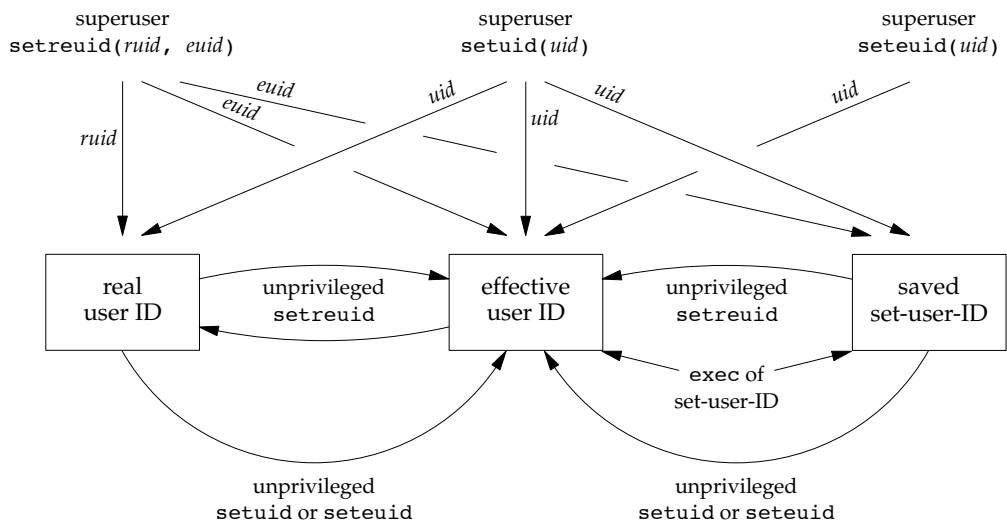 superuser
setreuid(ruid, euid)
superuser
setuid(uid)
superuser
seteuid(uid)
ruid
euid
euid
uid
uid
uid
uid
real
user ID
unprivileged
setreuid
effective
user ID
unprivileged
setreuid
saved
set-user-ID
exec of
set-user-ID
unprivileged
setuid or seteuid
unprivileged
setuid or seteuid